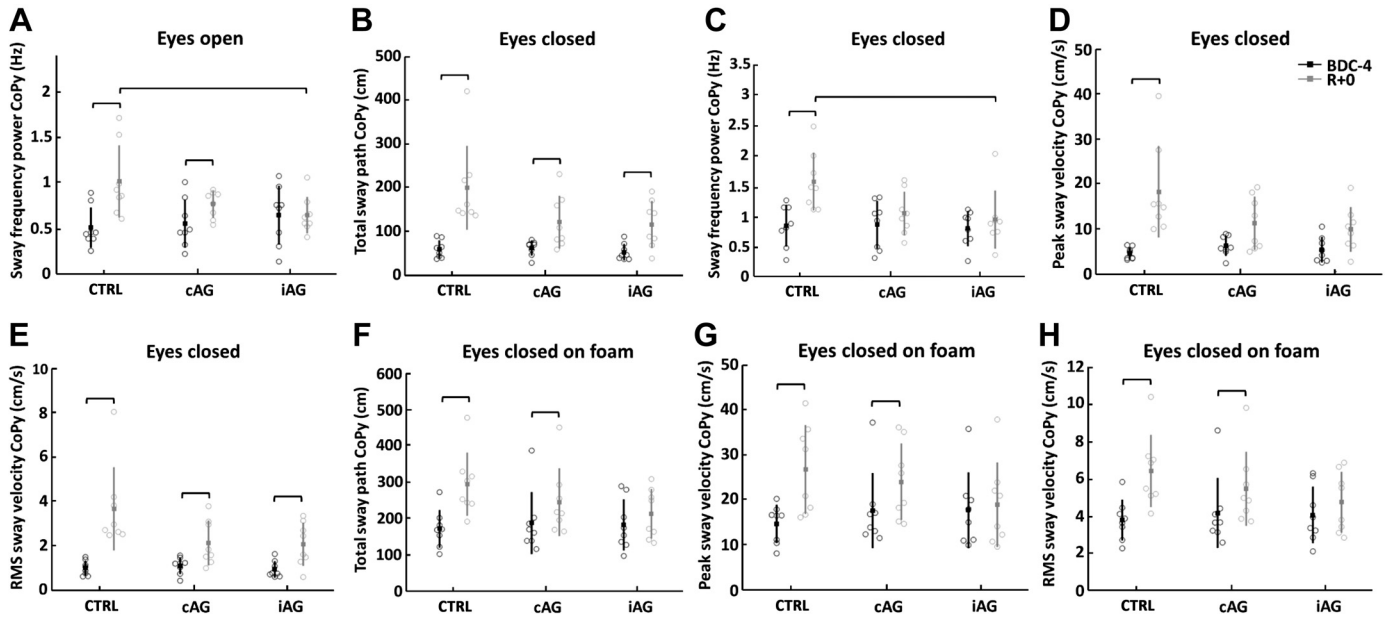 A
Eyes open
Sway frequency power CoPy (Hz)
2
1.5
1
0.5
0
CTRL
cAG
iAG
B
Eyes closed
Total sway path CoPy (cm)
500
400
300
200
100
0
CTRL
cAG
iAG
C
Eyes closed
Sway frequency power CoPy (Hz)
3.5
3
2.5
2
1.5
1
0.5
0
CTRL
cAG
iAG
D
Eyes closed
Peak sway velocity CoPy (cm/s)
50
40
30
20
10
0
BDC-4
R+0
CTRL
cAG
iAG
E
Eyes closed
RMS sway velocity CoPy (cm/s)
10
8
6
4
2
0
CTRL
cAG
iAG
F
Eyes closed on foam
Total sway path CoPy (cm)
600
500
400
300
200
100
0
CTRL
cAG
iAG
G
Eyes closed on foam
Peak sway velocity CoPy (cm/s)
50
40
30
20
10
0
CTRL
cAG
iAG
H
Eyes closed on foam
RMS sway velocity CoPy (cm/s)
12
10
8
6
4
2
0
CTRL
cAG
iAG